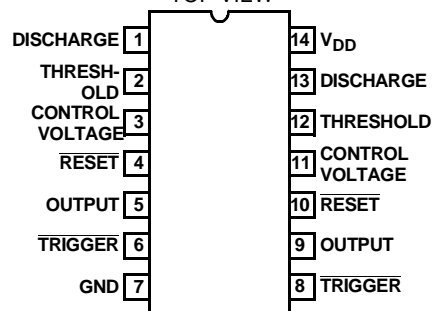 TOP VIEW
DISCHARGE 1
THRESH-
OLD 2
CONTROL
VOLTAGE 3
RESET 4
OUTPUT 5
TRIGGER 6
GND 7
14 VDD
13 DISCHARGE
12 THRESHOLD
11 CONTROL
VOLTAGE
10 RESET
9 OUTPUT
8 TRIGGER